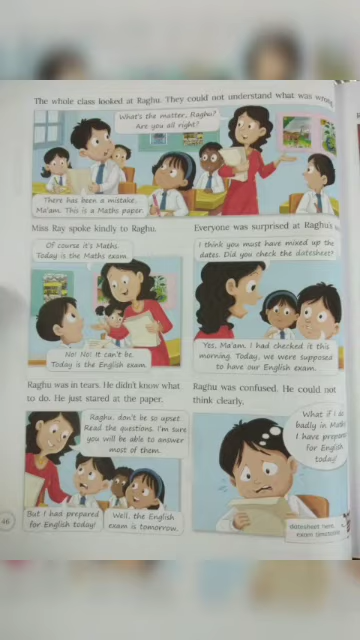 The whole class looked at Raghu. They could not understand what was wrong.
What's the matter, Raghu?
Are you all right?
There has been a mistake,
Ma'am. This is a Maths paper.
Miss Ray spoke kindly to Raghu.
Of course it's Maths.
Today is the Maths exam.
No! No! It can't be.
Today is the English exam.
Everyone was surprised at Raghu's
I think you must have mixed up the
dates. Did you check the datesheet?
Yes, Ma'am. I had checked it this
morning. Today, we were supposed
to have our English exam.
Raghu was in tears. He didn't know what
to do. He just stared at the paper.
Raghu, don't be so upset.
Read the questions. I'm sure
you will be able to answer
most of them.
But I had prepared
for English today!
Well, the English
exam is tomorrow.
Raghu was confused. He could not
think clearly.
What if I do
badly in Maths
I have prepared
for English
today!
datesheet here,
exam
46